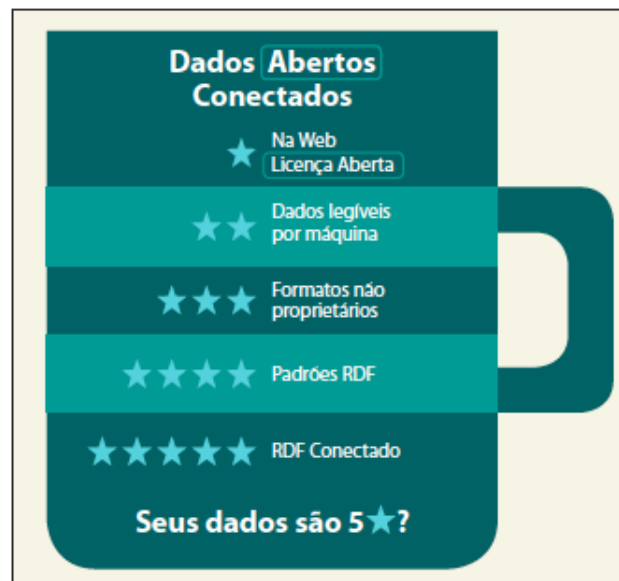 Dados Abertos
Conectados
Na Web
Licença Aberta
Dados legíveis
por máquina
Formatos não
proprietários
Padrões RDF
RDF Conectado
Seus dados são 5★?